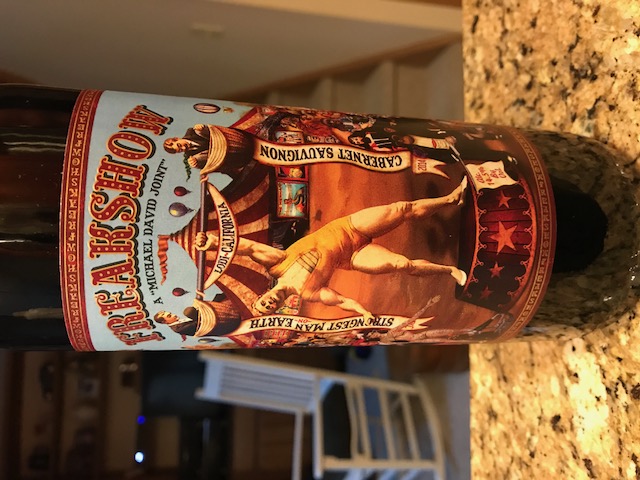 FREAKSHOW
A "MICHAEL DAVID JOINT"
LODI-CALIFORNIA
STRONGEST MAN -ON- EARTH
CABERNET SAUVIGNON